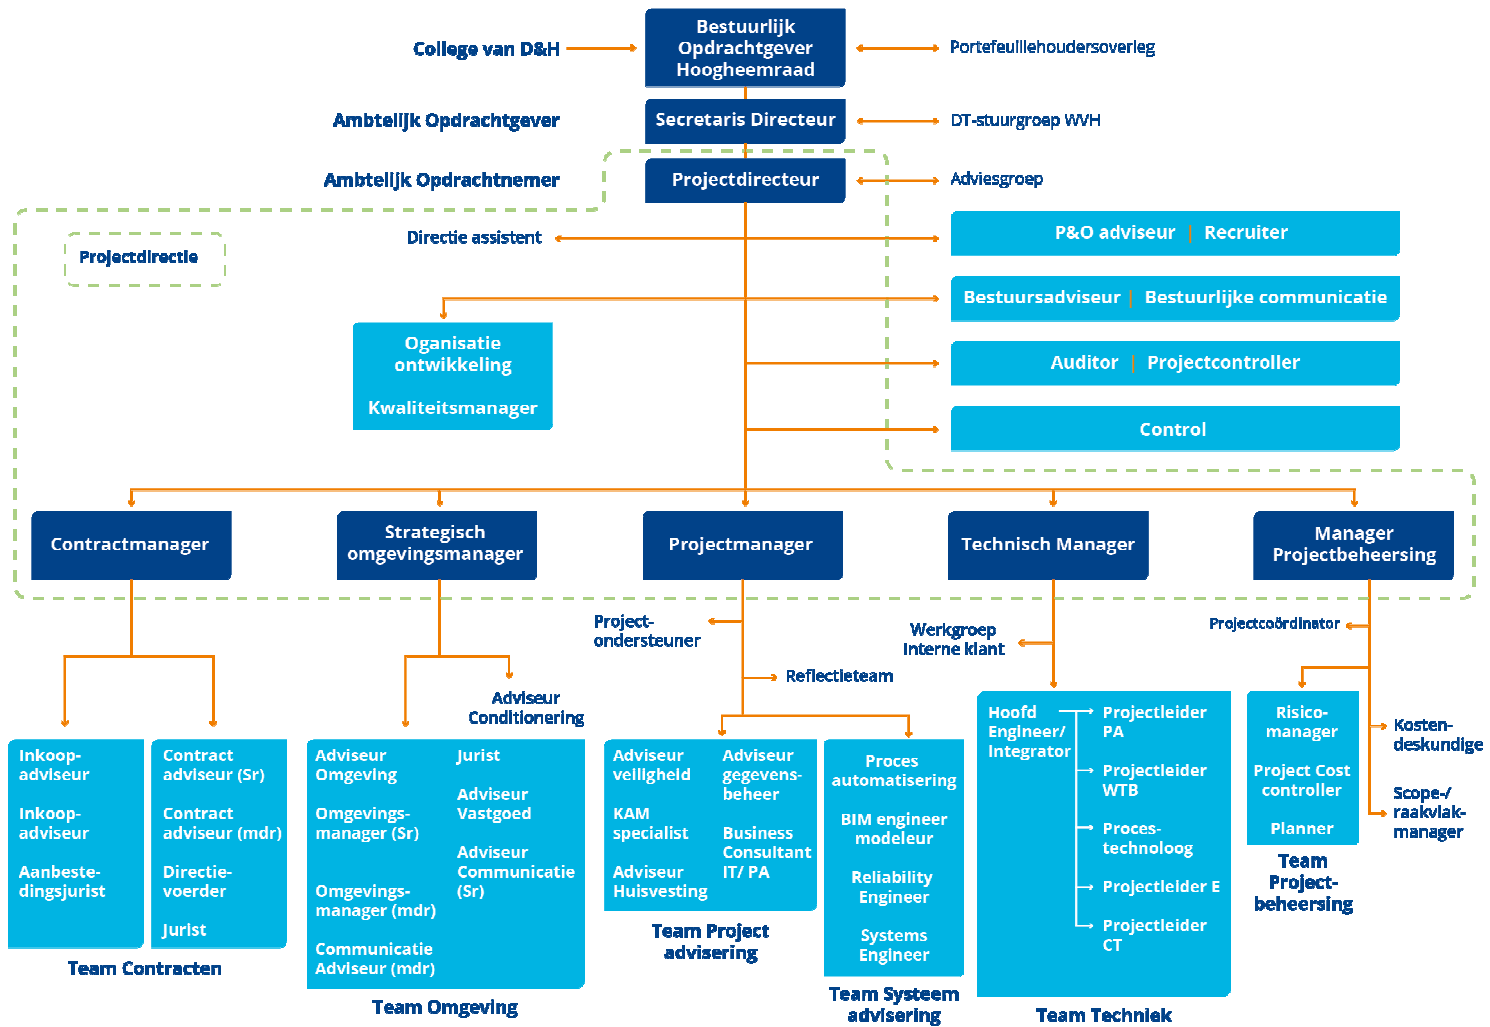 College van D&H
Bestuurlijk
Opdrachtgever
Hoogheemraad
Portefeuillehoudersoverleg
Ambtelijk Opdrachtgever
Secretaris Directeur
DT-stuurgroep WVH
Ambtelijk Opdrachtnemer
Projectdirecteur
Adviesgroep
Projectdirectie
Directie assistent
P&O adviseur | Recruiter
Bestuursadviseur | Bestuurlijke communicatie
Oganisatie
ontwikkeling
Kwaliteitsmanager
Auditor | Projectcontroller
Control
Contractmanager
Strategisch
omgevingsmanager
Projectmanager
Technisch Manager
Manager
Projectbeheersing
Project-
ondersteuner
Reflectieteam
Werkgroep
Interne klant
Projectcoördinator
Adviseur
Conditionering
Inkoop-
adviseur
Inkoop-
adviseur
Aanbeste-
dingsjurist
Contract
adviseur (Sr)
Contract
adviseur (mdr)
Directie-
voerder
Jurist
Team Contracten
Adviseur
Omgeving
Omgevings-
manager (Sr)
Omgevings-
manager (mdr)
Communicatie
Adviseur (mdr)
Jurist
Adviseur
Vastgoed
Adviseur
Communicatie
(Sr)
Team Omgeving
Adviseur
veiligheid
KAM
specialist
Adviseur
Huisvesting
Adviseur
gegevens-
beheer
Business
Consultant
IT/ PA
Team Project
advisering
Proces
automatisering
BIM engineer
modeleur
Reliability
Engineer
Systems
Engineer
Team Systeem
advisering
Hoofd
Engineer/
Integrator
Projectleider
PA
Projectleider
WTB
Proces-
technoloog
Projectleider E
Projectleider
CT
Team Techniek
Risico-
manager
Project Cost
controller
Planner
Team
Project-
beheersing
Kosten-
deskundige
Scope-/
raakvlak-
manager